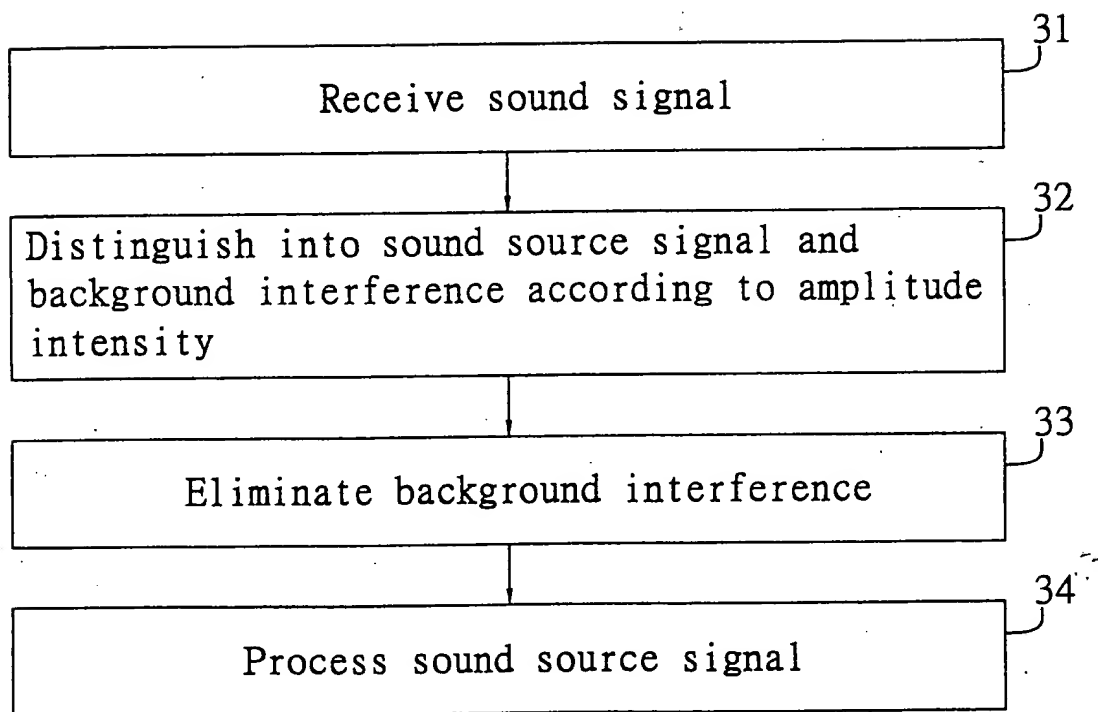 31
Receive sound signal
32
Distinguish into sound source signal and
background interference according to amplitude
intensity
33
Eliminate background interference
34
Process sound source signal